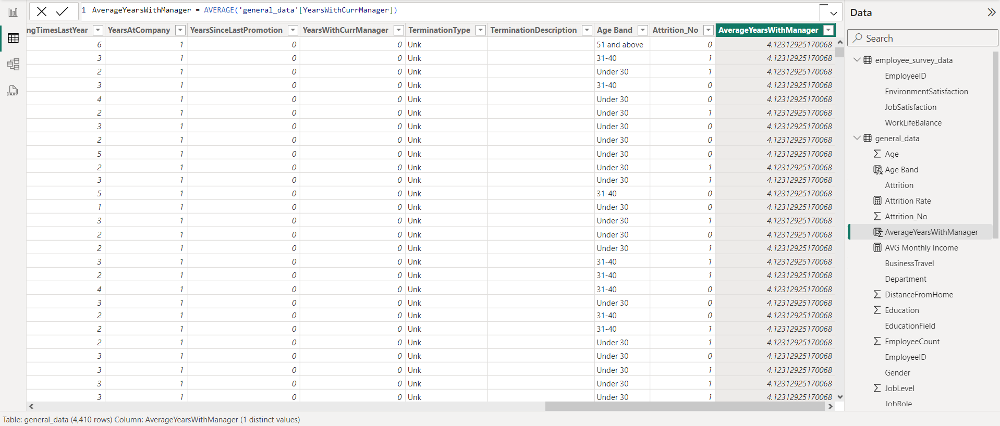 1 AverageYearsWithManager = AVERAGE('general_data'[YearsWithCurrManager])
ngTimesLastYear YearsAtCompany YearsSinceLastPromotion YearsWithCurrManager TerminationType TerminationDescription Age Band Attrition_No AverageYearsWithManager
6 1 0 0 Unk 51 and above 0 4.12312925170068
3 1 0 0 Unk 31-40 1 4.12312925170068
2 1 0 0 Unk Under 30 1 4.12312925170068
3 1 0 0 Unk 31-40 0 4.12312925170068
4 1 0 0 Unk Under 30 0 4.12312925170068
2 1 0 0 Unk Under 30 1 4.12312925170068
3 1 0 0 Unk Under 30 0 4.12312925170068
2 1 0 0 Unk Under 30 0 4.12312925170068
5 1 0 0 Unk Under 30 0 4.12312925170068
2 1 0 0 Unk Under 30 1 4.12312925170068
3 1 0 0 Unk Under 30 1 4.12312925170068
5 1 0 0 Unk 31-40 0 4.12312925170068
1 1 0 0 Unk Under 30 0 4.12312925170068
3 1 0 0 Unk Under 30 1 4.12312925170068
2 1 0 0 Unk Under 30 0 4.12312925170068
2 1 0 0 Unk Under 30 1 4.12312925170068
3 1 0 0 Unk 31-40 1 4.12312925170068
2 1 0 0 Unk 31-40 1 4.12312925170068
4 1 0 0 Unk 31-40 0 4.12312925170068
3 1 0 0 Unk Under 30 0 4.12312925170068
2 1 0 0 Unk 31-40 0 4.12312925170068
2 1 0 0 Unk 31-40 1 4.12312925170068
2 1 0 0 Unk Under 30 1 4.12312925170068
3 1 0 0 Unk Under 30 0 4.12312925170068
3 1 0 0 Unk Under 30 1 4.12312925170068
3 1 0 0 Unk Under 30 1 4.12312925170068
3 1 0 0 Unk Under 30 1 4.12312925170068
Table: general_data (4,410 rows) Column: AverageYearsWithManager (1 distinct values)
DAX
Data
Search
employee_survey_data
EmployeeID
EnvironmentSatisfaction
JobSatisfaction
WorkLifeBalance
general_data
Age
Age Band
Attrition
Attrition Rate
Attrition_No
AverageYearsWithManager
AVG Monthly Income
BusinessTravel
Department
DistanceFromHome
Education
EducationField
EmployeeCount
EmployeeID
Gender
JobLevel
JobRole